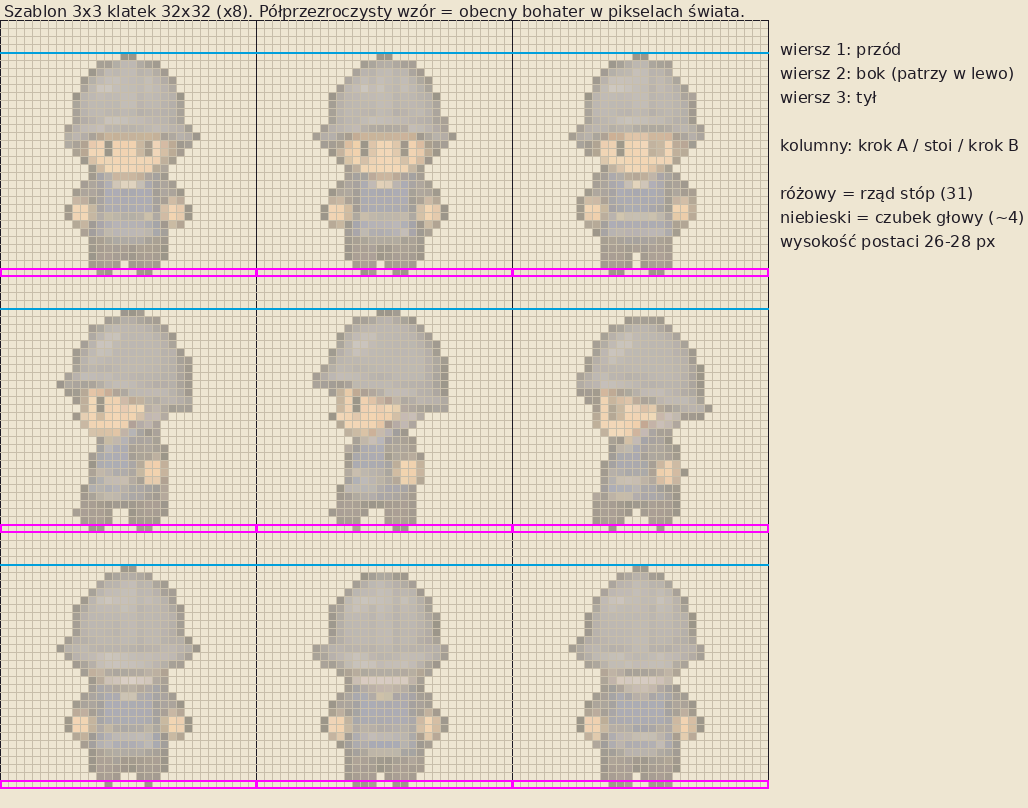 Szablon 3x3 klatek 32x32 (x8). Półprzezroczysty wzór = obecny bohater w pikselach świata.
wiersz 1: przód
wiersz 2: bok (patrzy w lewo)
wiersz 3: tył
kolumny: krok A / stoi / krok B
różowy = rząd stóp (31)
niebieski = czubek głowy (~4)
wysokość postaci 26-28 px